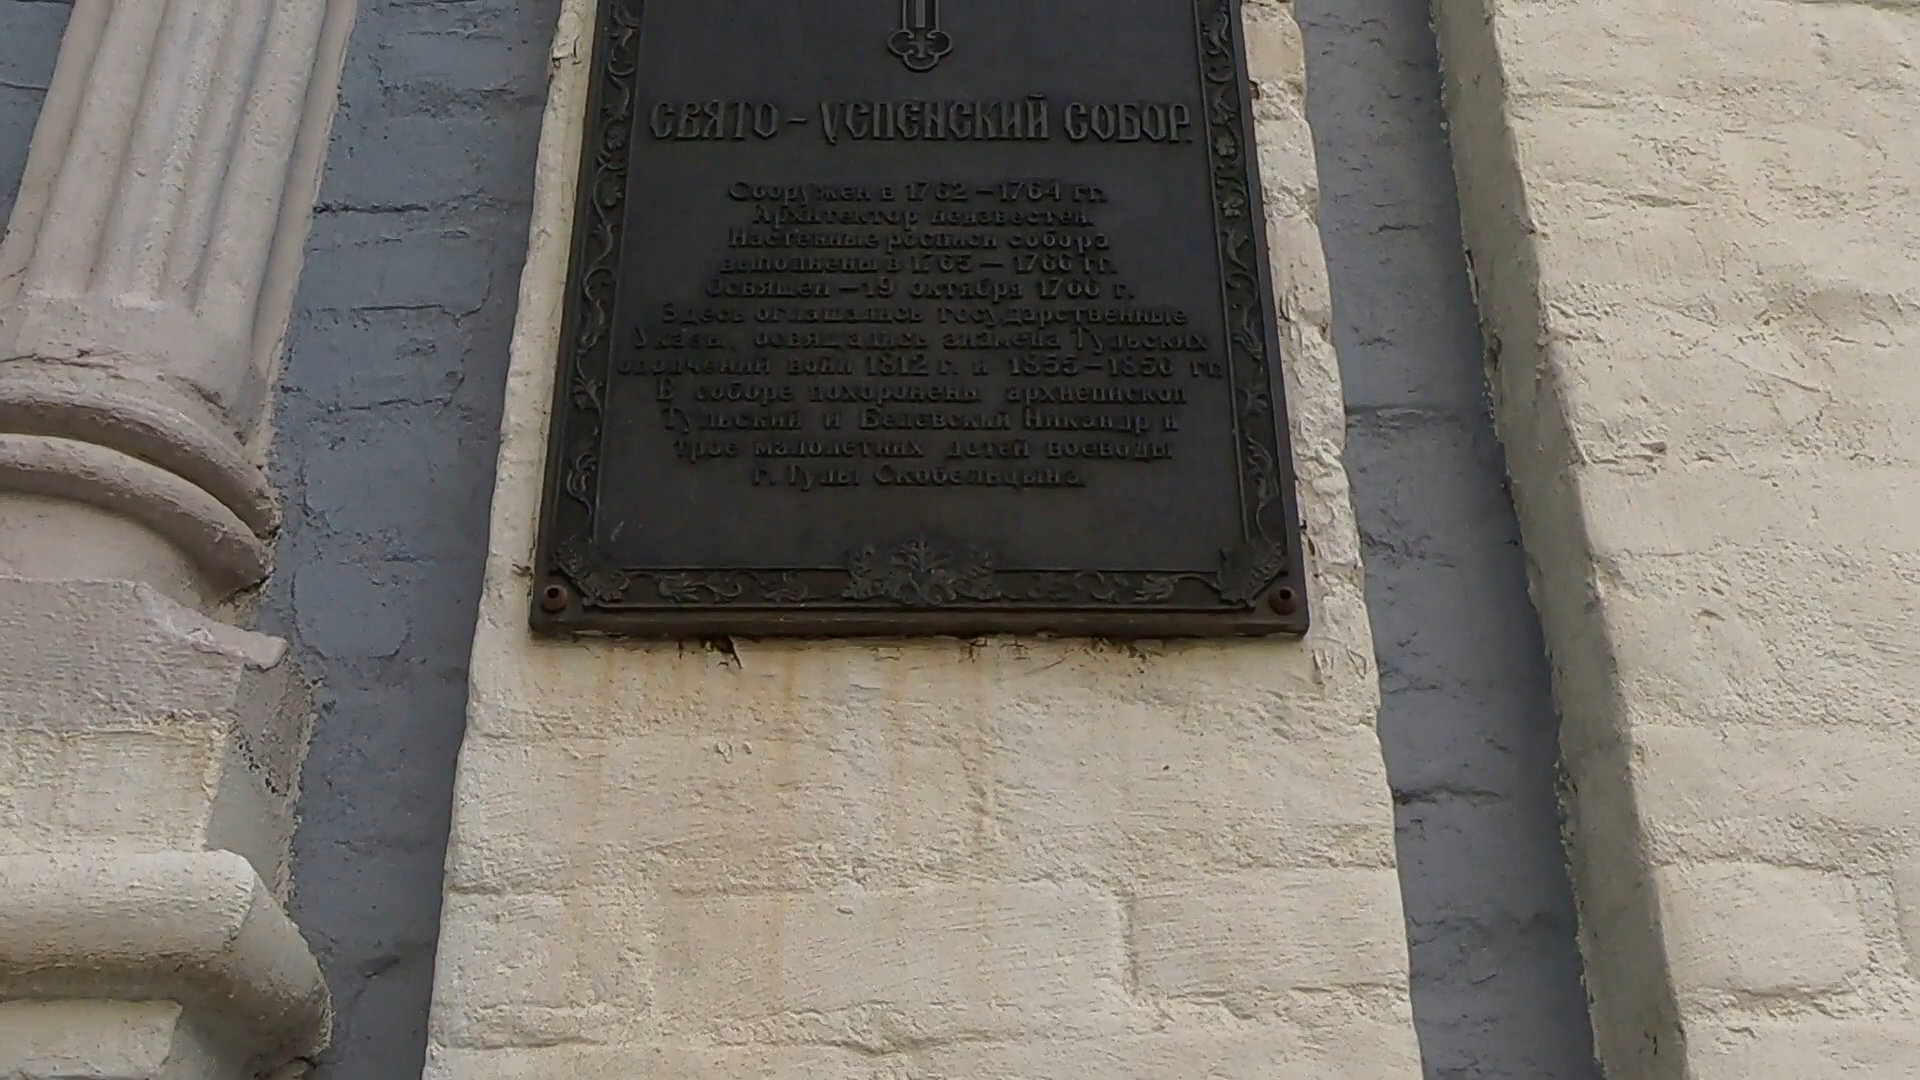 СВЯТО - УСПЕНСКИЙ СОБОР
Сооружен в 1762 – 1764 гг.
Архитектор неизвестен.
Настенные росписи собора
выполнены в 1765 – 1766 гг.
Освящен – 19 октября 1766 г.
Здесь оглашались государственные
Указы, освящались знамена Тульских
ополчений войн 1812 г. и 1855 – 1856 гг.
В соборе похоронены архиепископ
Тульский и Белевский Никандр и
трое малолетних детей воеводы
г. Тулы Скобельцына.